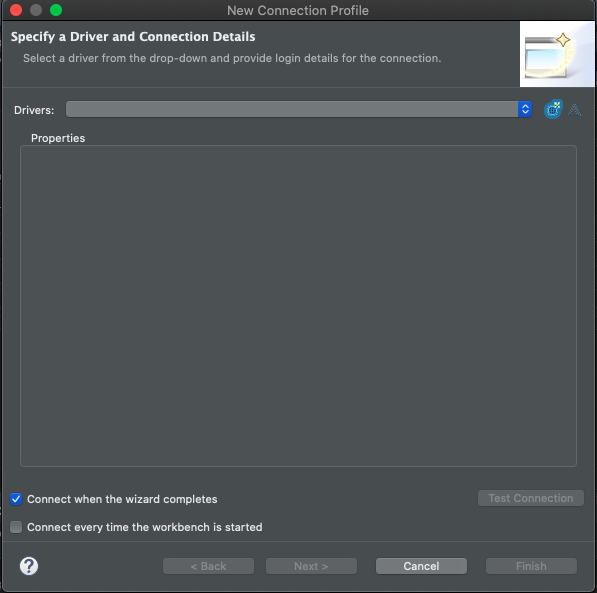 New Connection Profile
Specify a Driver and Connection Details
Select a driver from the drop-down and provide login details for the connection.
Drivers:
Properties
Connect when the wizard completes
Test Connection
Connect every time the workbench is started
?
< Back
Next >
Cancel
Finish